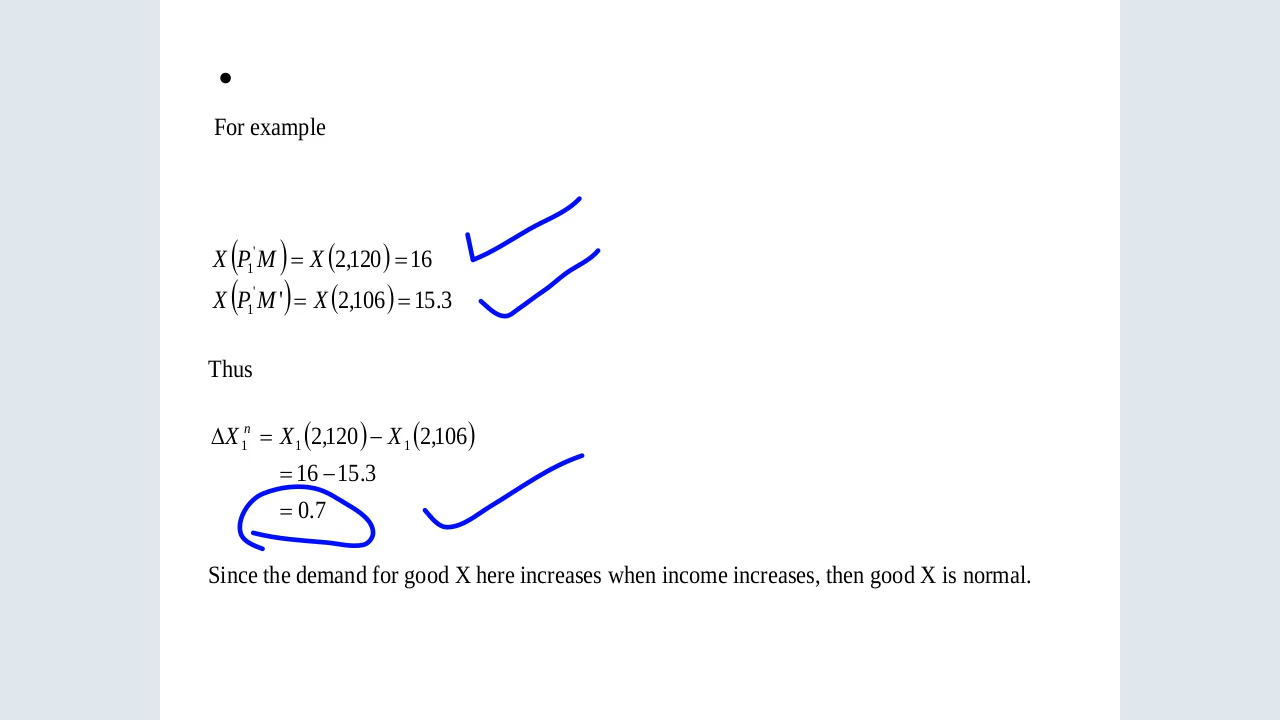 •
For example
X(P₁'M) = X(2,120) = 16
X(P₁'M') = X(2,106) = 15.3
Thus
ΔX₁ⁿ = X₁(2,120) – X₁(2,106)
= 16 – 15.3
= 0.7
Since the demand for good X here increases when income increases, then good X is normal.